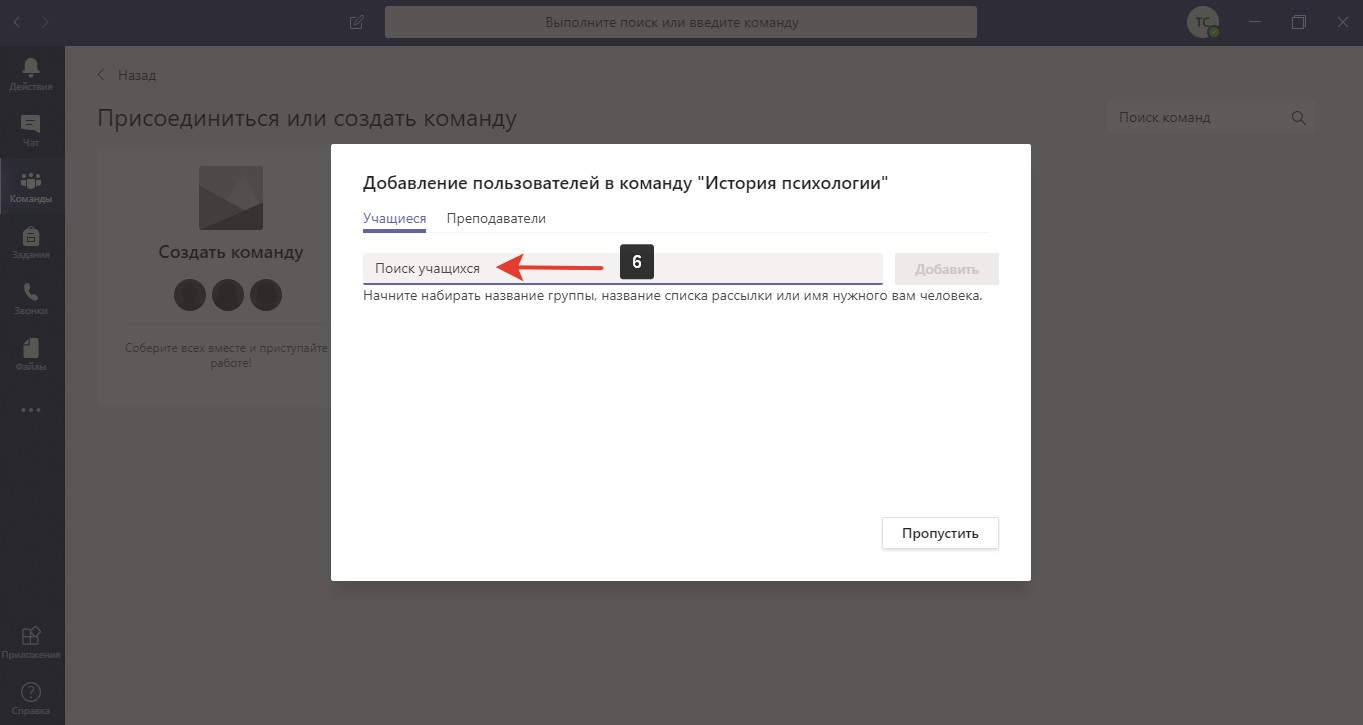 Выполните поиск или введите команду
TC
Действия
Чат
Команды
Задания
Звонки
Файлы
Приложения
Справка
Назад
Присоединиться или создать команду
Поиск команд
Создать команду
Соберите всех вместе и приступайте
работе!
Добавление пользователей в команду "История психологии"
Учащиеся Преподаватели
Поиск учащихся
6
Добавить
Начните набирать название группы, название списка рассылки или имя нужного вам человека.
Пропустить